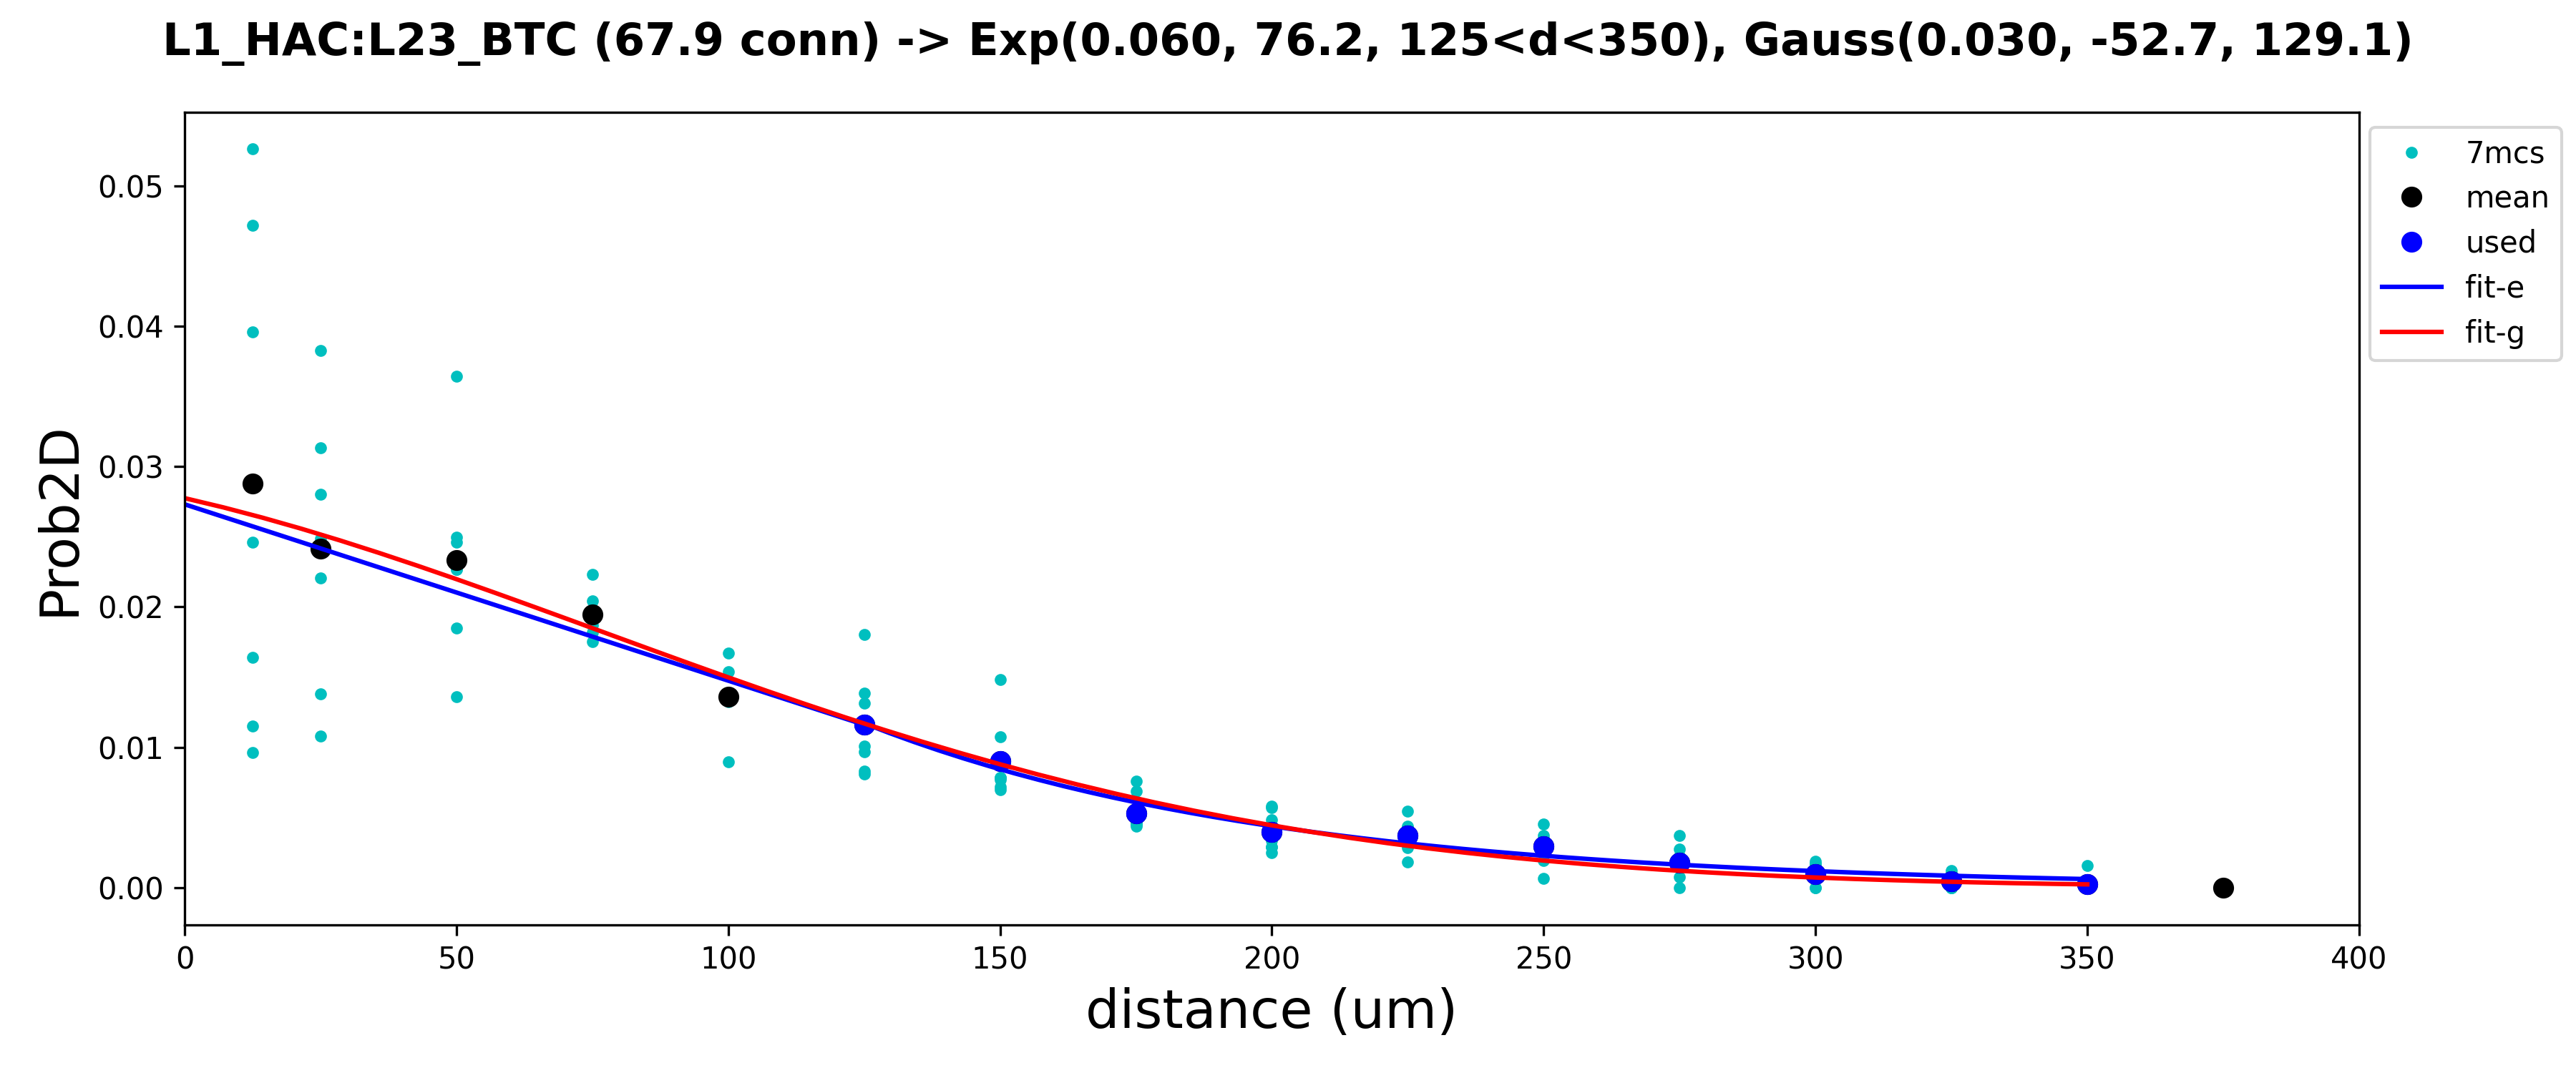 L1_HAC:L23_BTC (67.9 conn) -> Exp(0.060, 76.2, 125<d<350), Gauss(0.030, -52.7, 129.1)
7mcs
mean
used
fit-e
fit-g
Prob2D
0.05
0.04
0.03
0.02
0.01
0.00
0 50 100 150 200 250 300 350 400
distance (um)